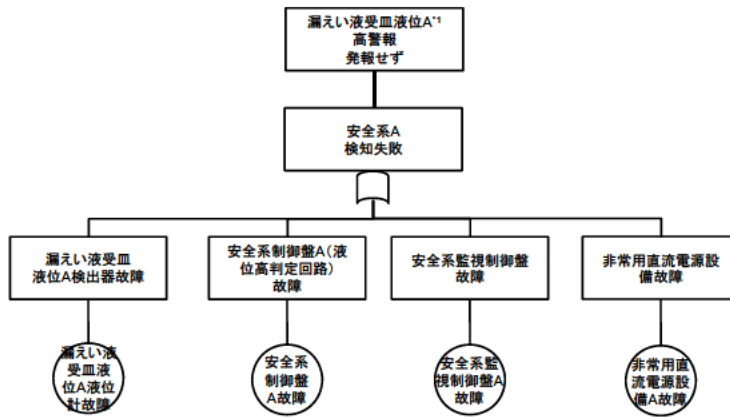 漏えい液受皿液位A*1
高警報
発報せず
安全系A
検知失敗
漏えい液受皿
液位A検出器故障
安全系制御盤A(液
位高判定回路)
故障
安全系監視制御盤
故障
非常用直流電源設
備故障
漏えい液
受皿液
位A液位
計故障
安全系
制御盤
A故障
安全系監
視制御盤A
故障
非常用直
流電源設
備A故障